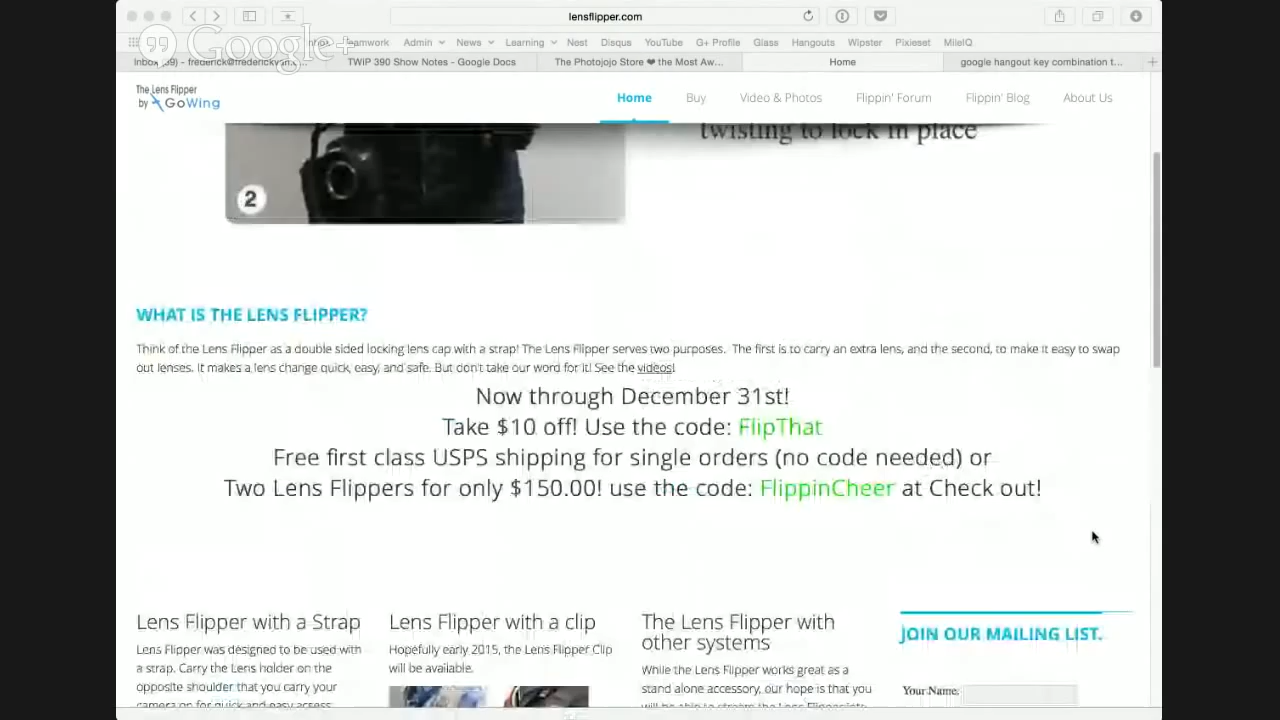 lensflipper.com
Google+
Teamwork Admin News Learning Nest Disqus YouTube G+ Profile Glass Hangouts Wipster Pixieset MileIQ
TWiP 390 Show Notes - Google Docs The Photojojo Store ❤ the Most Aw... Home google hangout key combination t...
The Lens Flipper
by GoWing
Home Buy Video & Photos Flippin' Forum Flippin' Blog About Us
twisting to lock in place
2
WHAT IS THE LENS FLIPPER?
Think of the Lens Flipper as a double sided locking lens cap with a strap! The Lens Flipper serves two purposes. The first is to carry an extra lens, and the second, to make it easy to swap
out lenses. It makes a lens change quick, easy, and safe. But don't take our word for it! See the videos!
Now through December 31st!
Take $10 off! Use the code: FlipThat
Free first class USPS shipping for single orders (no code needed) or
Two Lens Flippers for only $150.00! use the code: FlippinCheer at Check out!
Lens Flipper with a Strap
Lens Flipper was designed to be used with
a strap. Carry the Lens holder on the
opposite shoulder that you carry your
camera on for quick and easy access
Lens Flipper with a clip
Hopefully early 2015, the Lens Flipper Clip
will be available.
The Lens Flipper with
other systems
While the Lens Flipper works great as a
stand alone accessory, our hope is that you
JOIN OUR MAILING LIST.
Your Name: